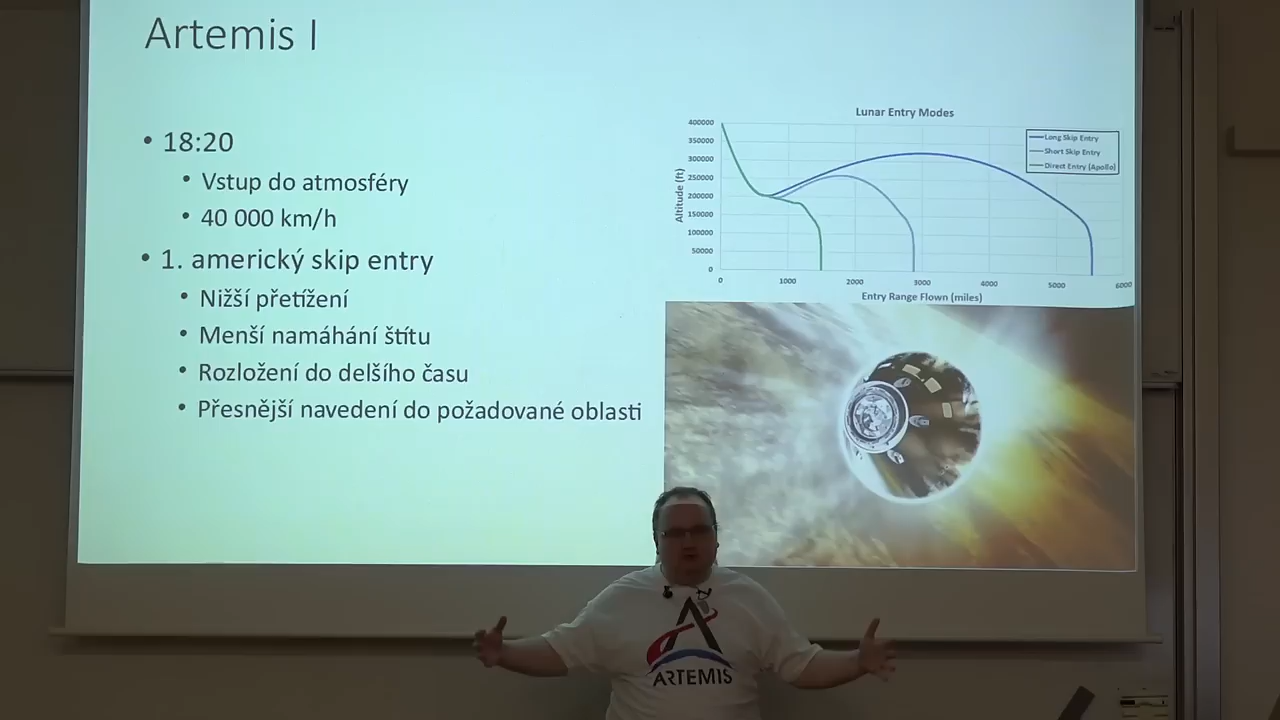 Artemis I
• 18:20
• Vstup do atmosféry
• 40 000 km/h
• 1. americký skip entry
• Nižší přetížení
• Menší namáhání štítu
• Rozložení do delšího času
• Přesnější navedení do požadované oblasti
Lunar Entry Modes
400000
350000
300000
250000
200000
150000
100000
50000
0
Altitude (ft)
Long Skip Entry
Short Skip Entry
Direct Entry (Apollo)
0 1000 2000 3000 4000 5000 6000
Entry Range Flown (miles)
ARTEMIS